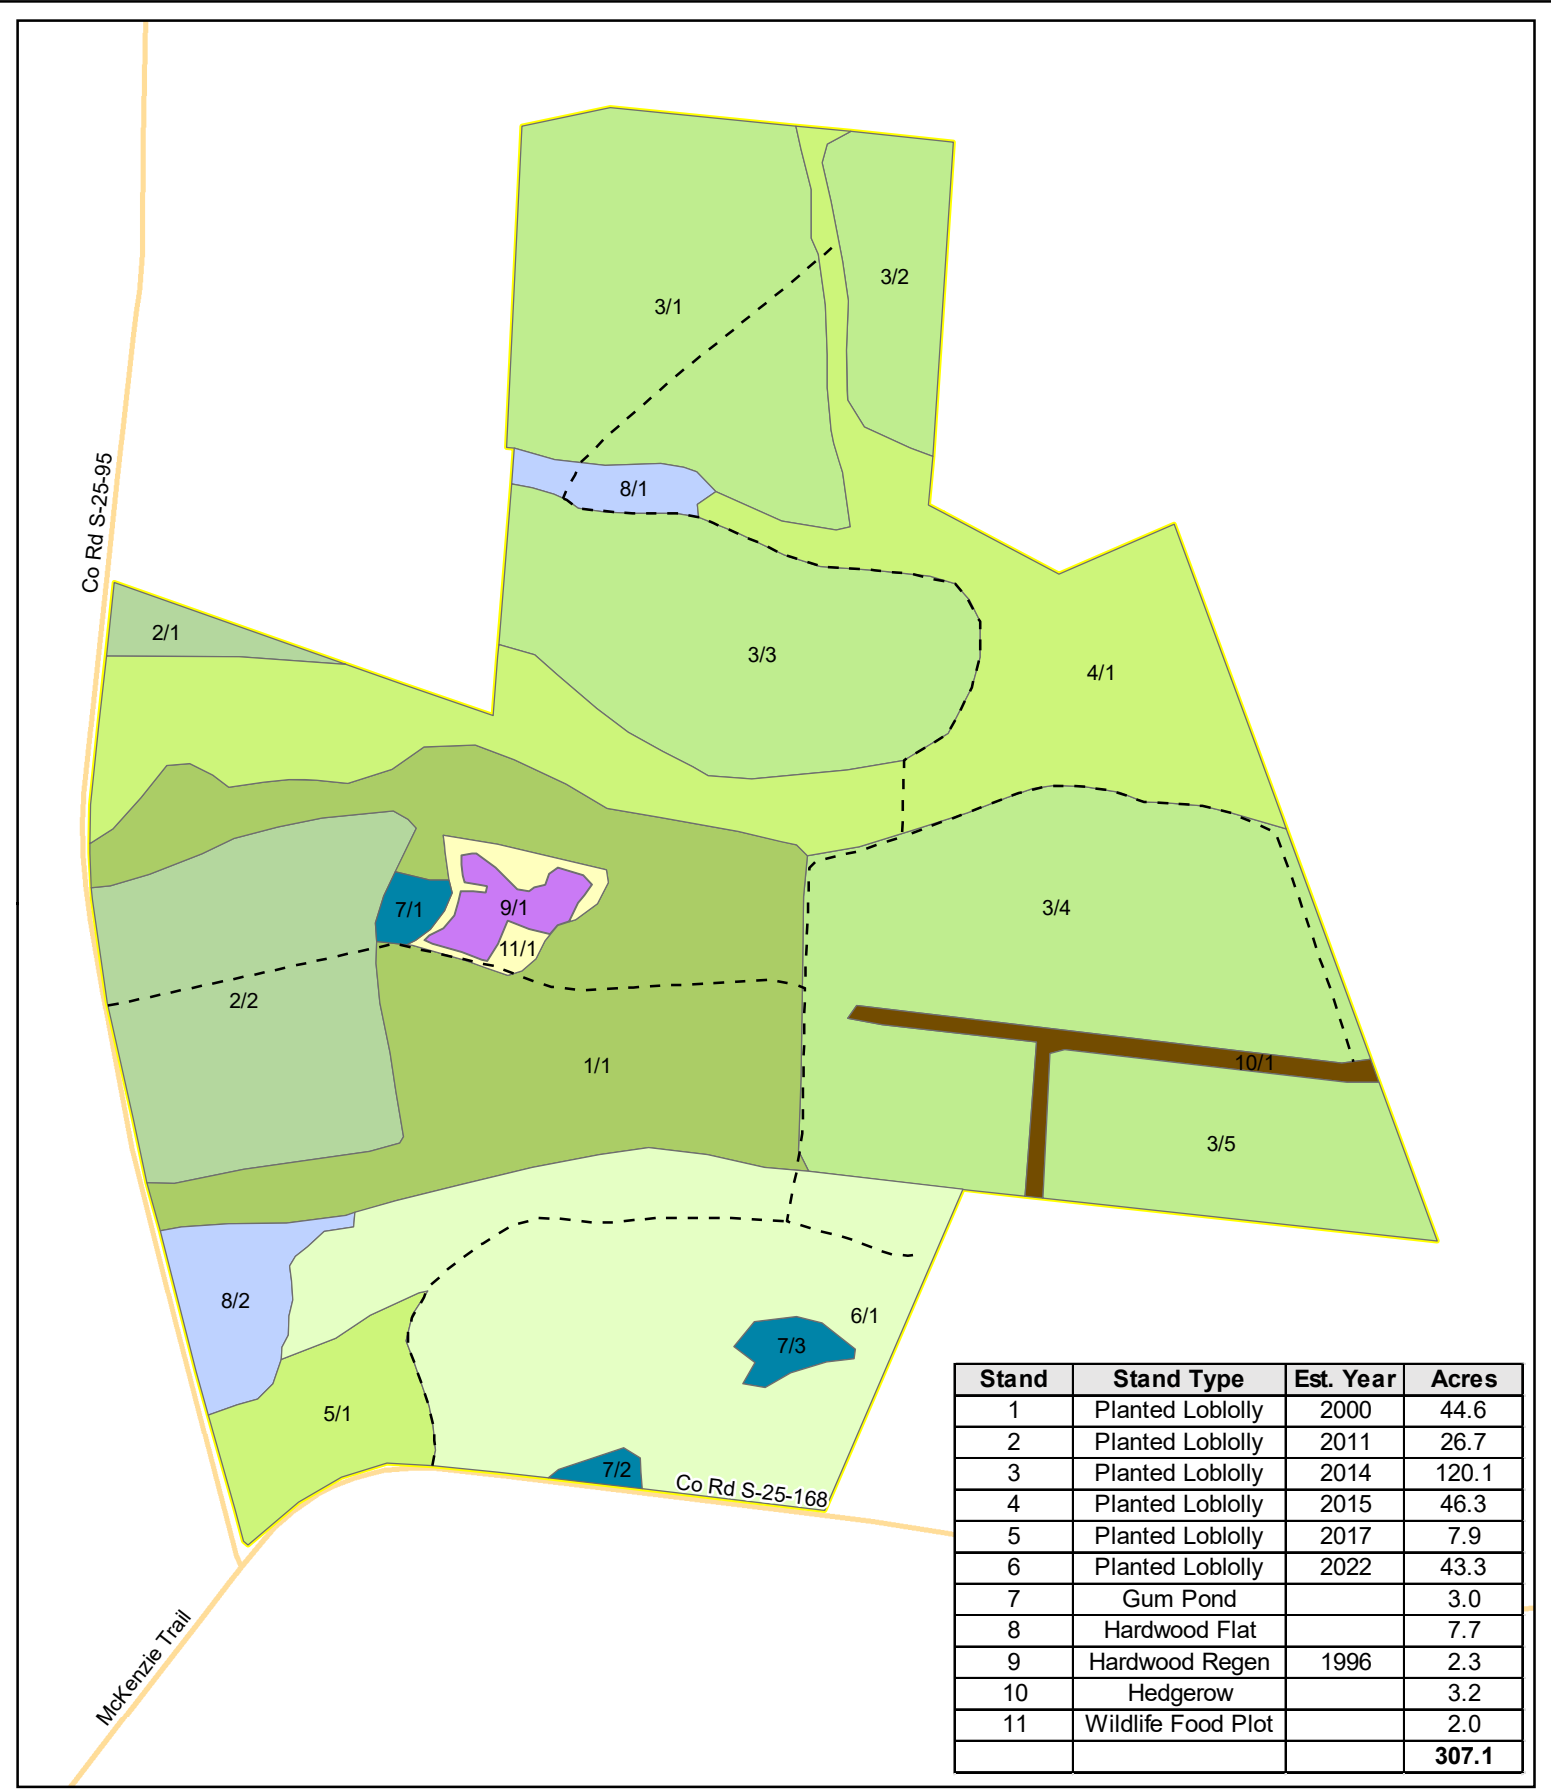 3/2
3/1
Co Rd S-25-95
8/1
2/1
3/3
4/1
7/1
9/1
3/4
11/1
2/2
1/1
10/1
3/5
8/2
6/1
7/3
5/1
7/2
Co Rd S-25-168
McKenzie Trail
Stand Stand Type Est. Year Acres
1 Planted Loblolly 2000 44.6
2 Planted Loblolly 2011 26.7
3 Planted Loblolly 2014 120.1
4 Planted Loblolly 2015 46.3
5 Planted Loblolly 2017 7.9
6 Planted Loblolly 2022 43.3
7 Gum Pond 3.0
8 Hardwood Flat 7.7
9 Hardwood Regen 1996 2.3
10 Hedgerow 3.2
11 Wildlife Food Plot 2.0
307.1